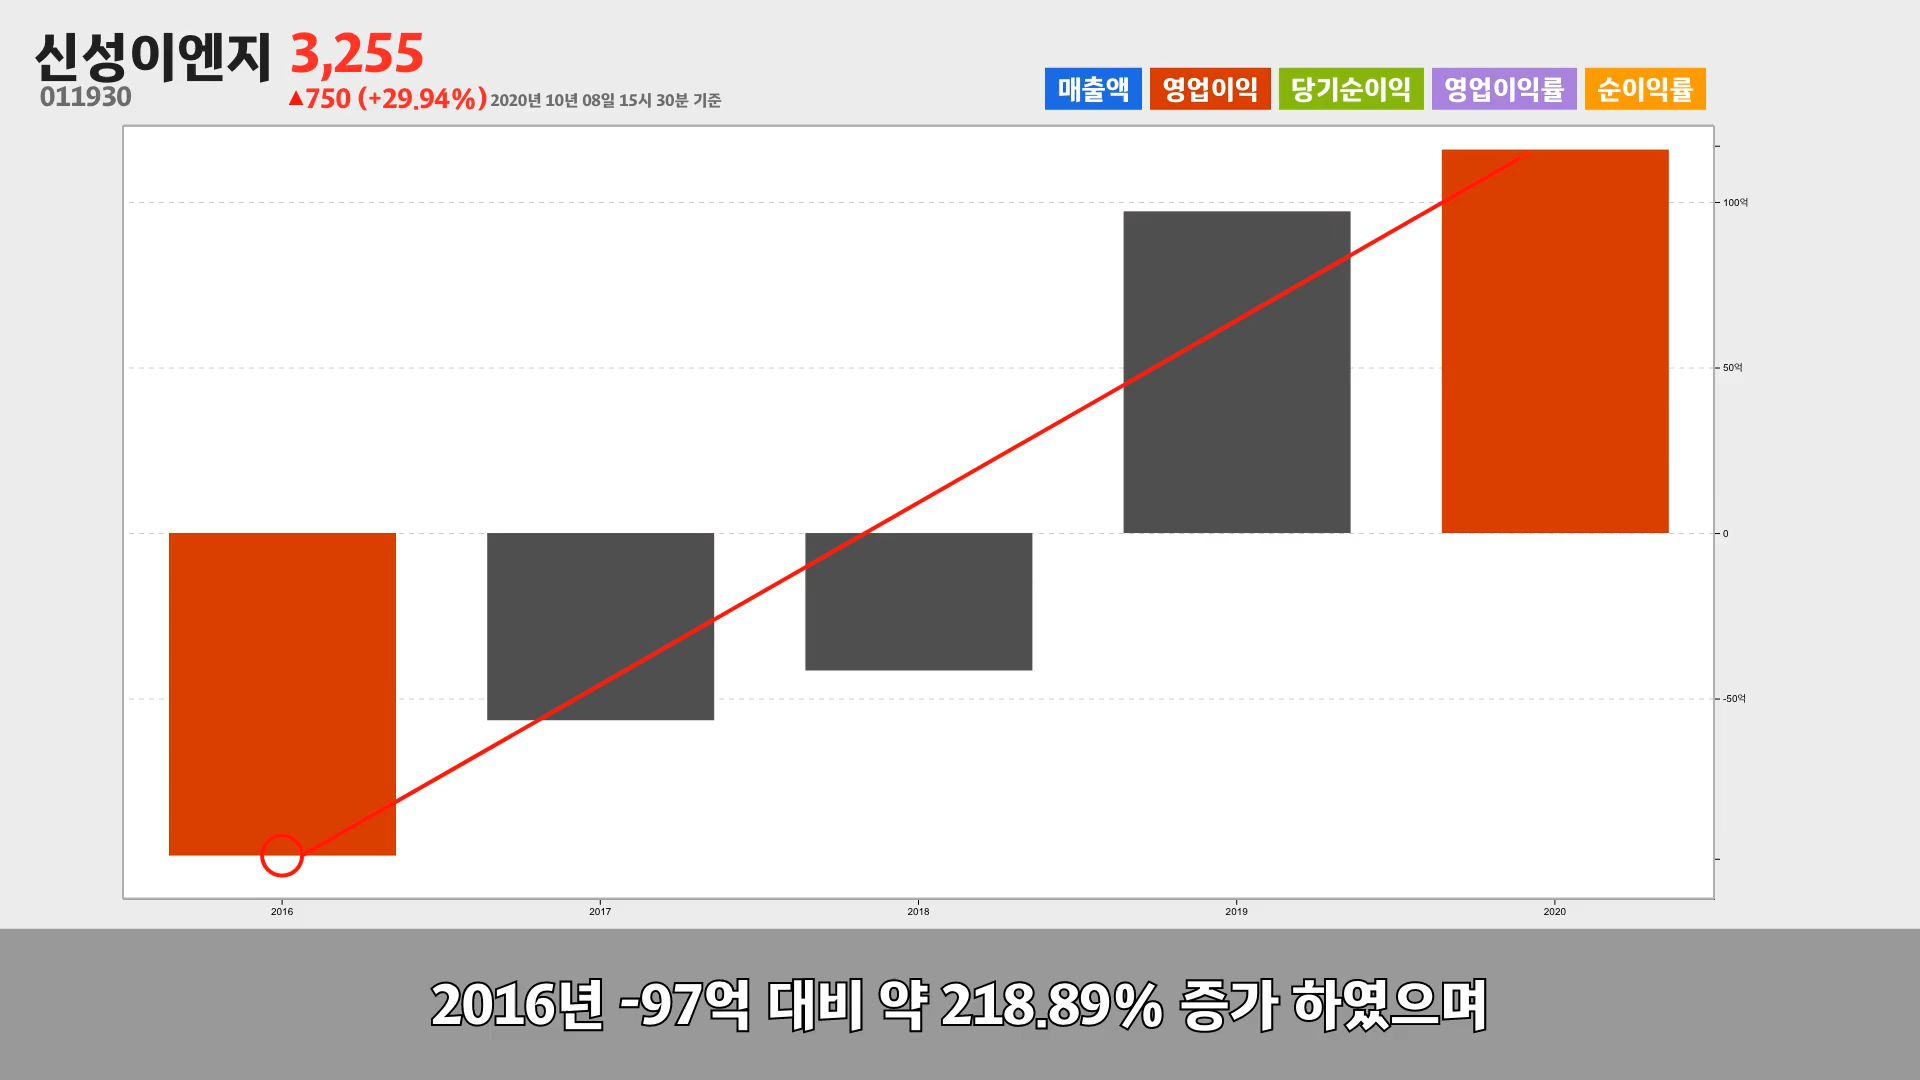 신성이엔지 3,255
011930 ▲750 (+29.94%) 2020년 10년 08일 15시 30분 기준
매출액 영업이익 당기순이익 영업이익률 순이익률
100억
50억
0
-50억
2016 2017 2018 2019 2020
2016년 -97억 대비 약 218.89% 증가 하였으며